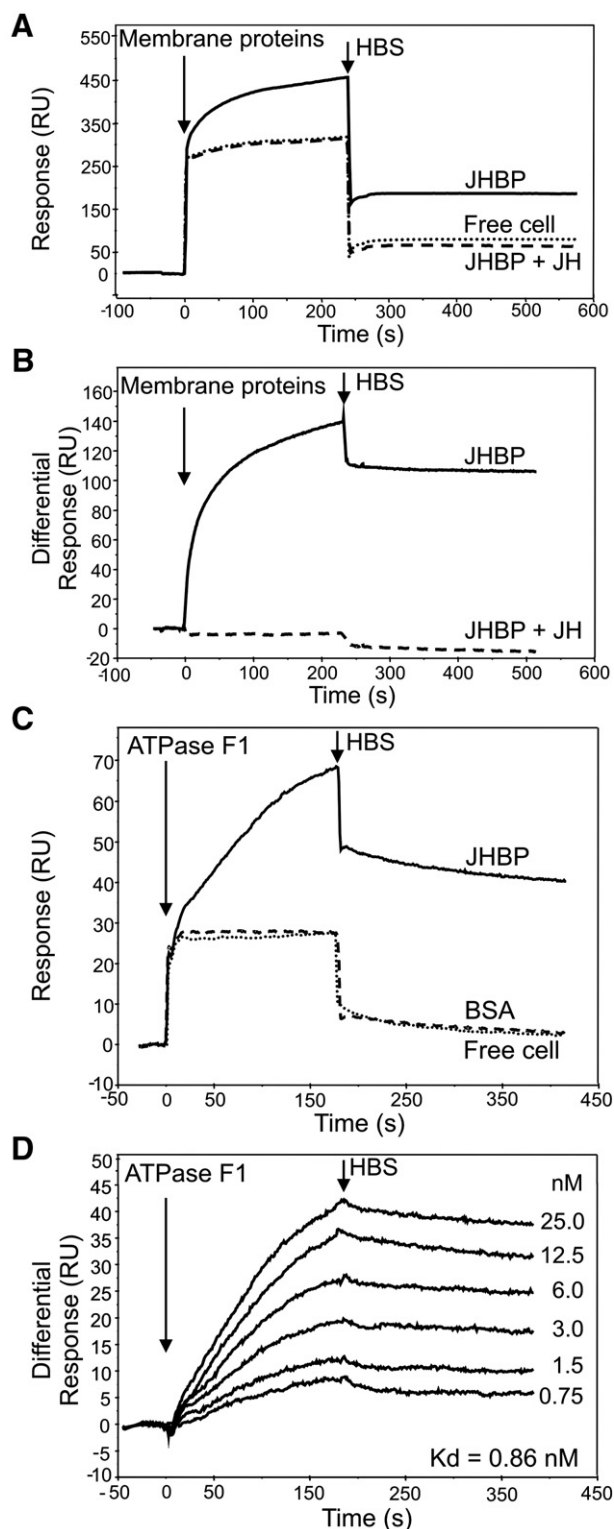 A
Membrane proteins
HBS
550
450
350
250
150
50
0
Response (RU)
JHBP
Free cell
JHBP + JH
-100 0 100 200 300 400 500 600
Time (s)
B
Membrane proteins
HBS
160
140
120
100
80
60
40
20
0
-20
Differential
Response (RU)
JHBP
JHBP + JH
-100 0 100 200 300 400 500 600
Time (s)
C
ATPase F1
HBS
70
60
50
40
30
20
10
0
-10
Response (RU)
JHBP
BSA
Free cell
-50 0 50 150 250 350 450
Time (s)
D
ATPase F1
HBS
nM
50
45
40
35
30
25
20
15
10
5
0
-5
-10
Differential
Response (RU)
25.0
12.5
6.0
3.0
1.5
0.75
Kd = 0.86 nM
-50 0 50 150 250 350 450
Time (s)